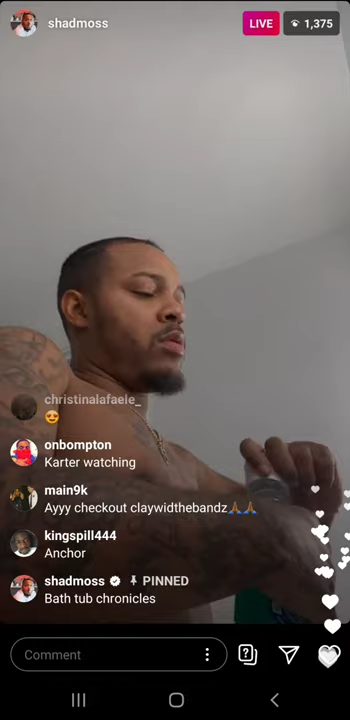 shadmoss
LIVE
1,375
christinalafaele_
😍
onbompton
Karter watching
main9k
Ayyy checkout claywidthebandz🙏🏾🙏🏾
kingspill444
Anchor
shadmoss PINNED
Bath tub chronicles
Comment